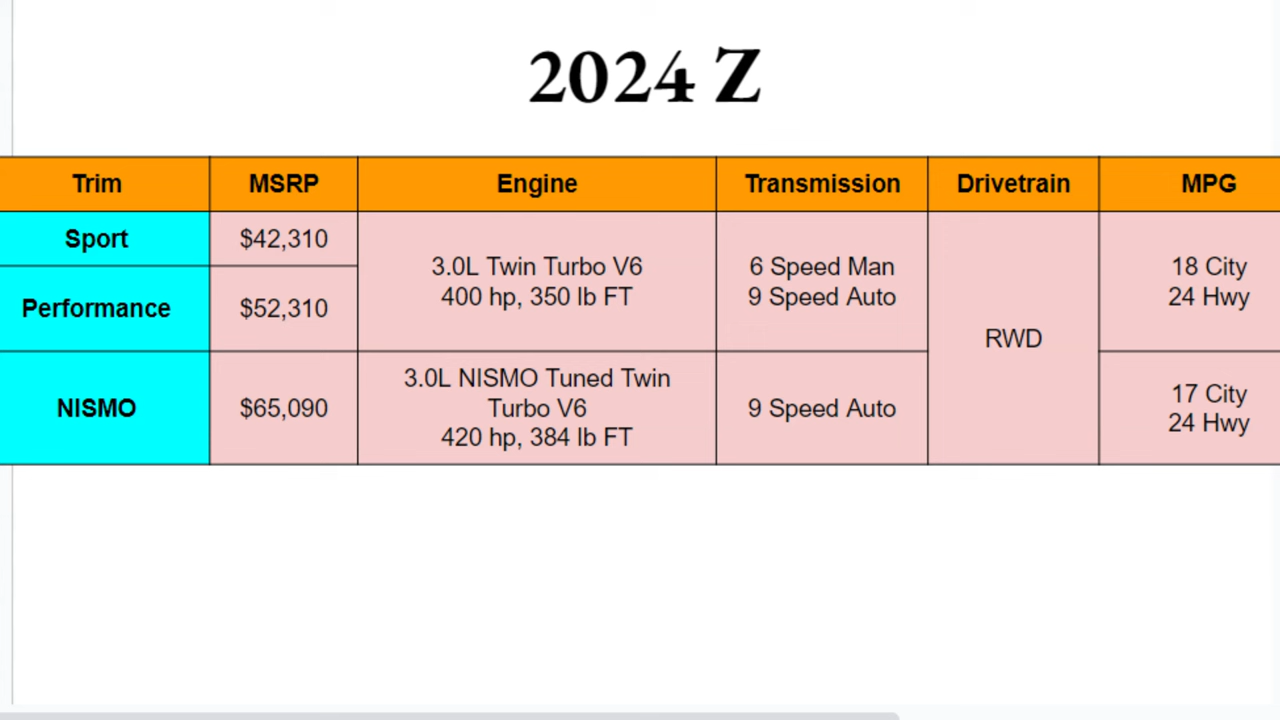 2024 Z
Trim MSRP Engine Transmission Drivetrain MPG
Sport $42,310
3.0L Twin Turbo V6
400 hp, 350 lb FT
6 Speed Man
9 Speed Auto
18 City
24 Hwy
Performance $52,310
RWD
NISMO $65,090
3.0L NISMO Tuned Twin
Turbo V6
420 hp, 384 lb FT
9 Speed Auto
17 City
24 Hwy